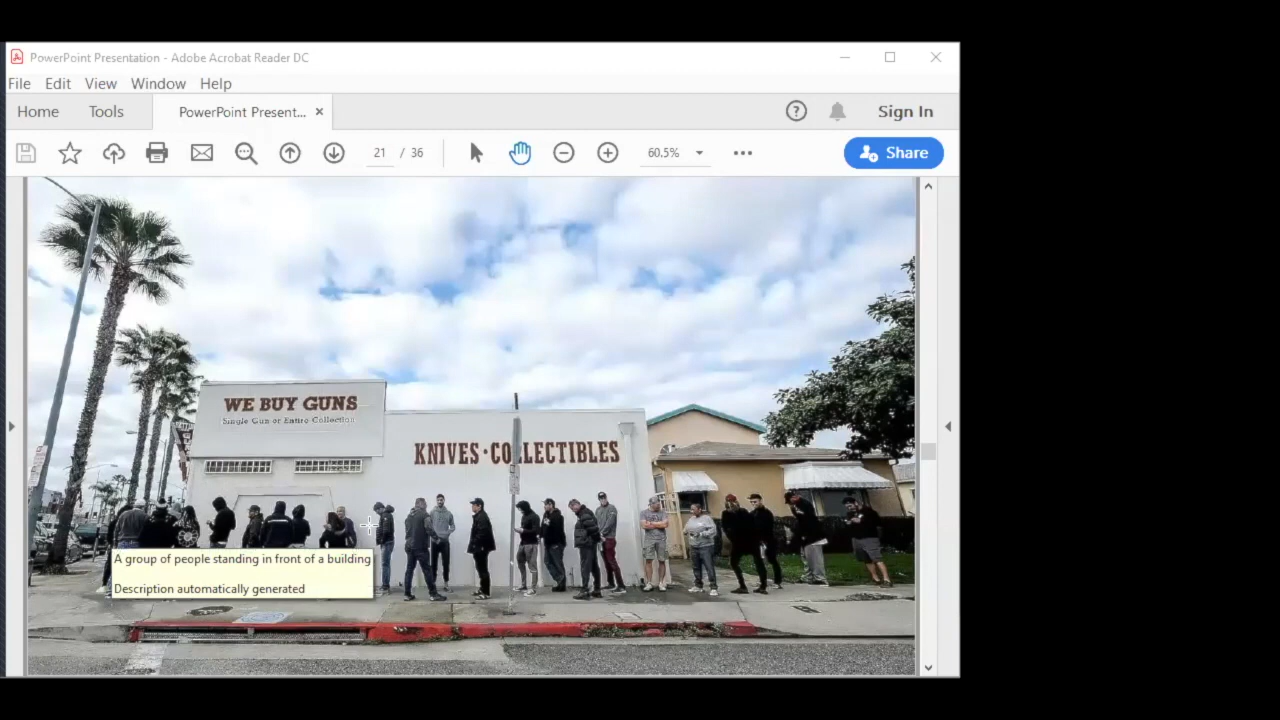 PowerPoint Presentation - Adobe Acrobat Reader DC
File Edit View Window Help
Home Tools PowerPoint Present... Sign In
21 / 36 60.5% Share
WE BUY GUNS
Single Gun or Entire Collection
KNIVES·COLLECTIBLES
A group of people standing in front of a building
Description automatically generated